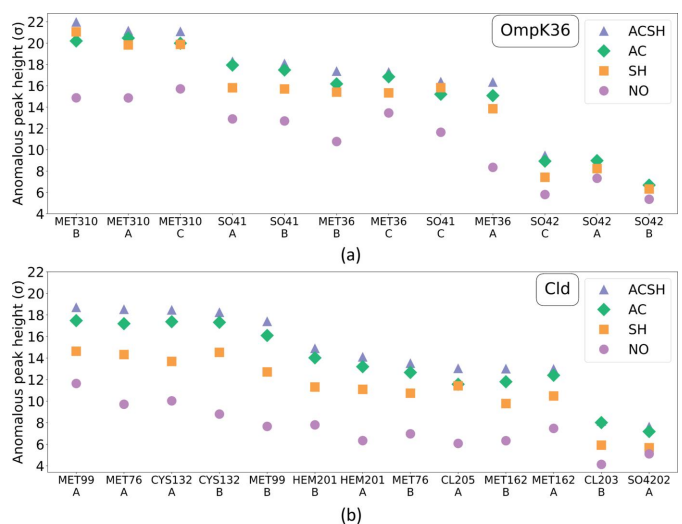 OmpK36
ACSH
AC
SH
NO
Anomalous peak height (σ)
22
20
18
16
14
12
10
8
6
4
MET310 MET310 MET310 SO41 SO41 MET36 MET36 SO41 MET36 SO42 SO42 SO42
B A C A B B C C A C A B
(a)
Cld
ACSH
AC
SH
NO
Anomalous peak height (σ)
22
20
18
16
14
12
10
8
6
4
MET99 MET76 CYS132 CYS132 MET99 HEM201 HEM201 MET76 CL205 MET162 MET162 CL203 SO4202
A A A B B B A B A B A B A
(b)